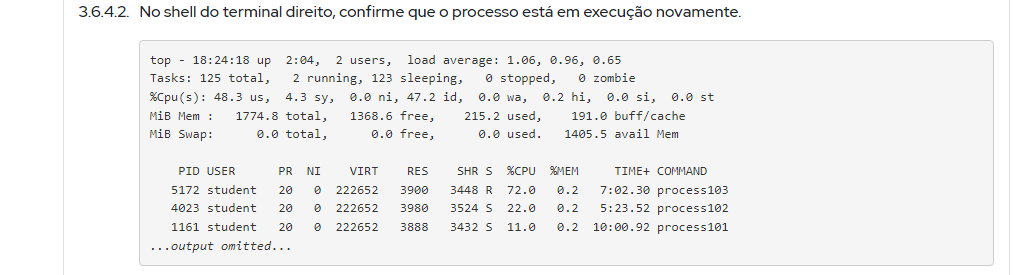 3.6.4.2. No shell do terminal direito, confirme que o processo está em execução novamente.
top - 18:24:18 up  2:04,  2 users,  load average: 1.06, 0.96, 0.65
Tasks: 125 total,   2 running, 123 sleeping,   0 stopped,   0 zombie
%Cpu(s): 48.3 us,  4.3 sy,  0.0 ni, 47.2 id,  0.0 wa,  0.2 hi,  0.0 si,  0.0 st
MiB Mem :   1774.8 total,   1368.6 free,    215.2 used,    191.0 buff/cache
MiB Swap:      0.0 total,      0.0 free,      0.0 used.   1405.5 avail Mem
    PID USER      PR  NI    VIRT    RES    SHR S  %CPU  %MEM     TIME+ COMMAND
   5172 student   20   0  222652   3900   3448 R  72.0   0.2   7:02.30 process103
   4023 student   20   0  222652   3980   3524 S  22.0   0.2   5:23.52 process102
   1161 student   20   0  222652   3888   3432 S  11.0   0.2  10:00.92 process101
...output omitted...